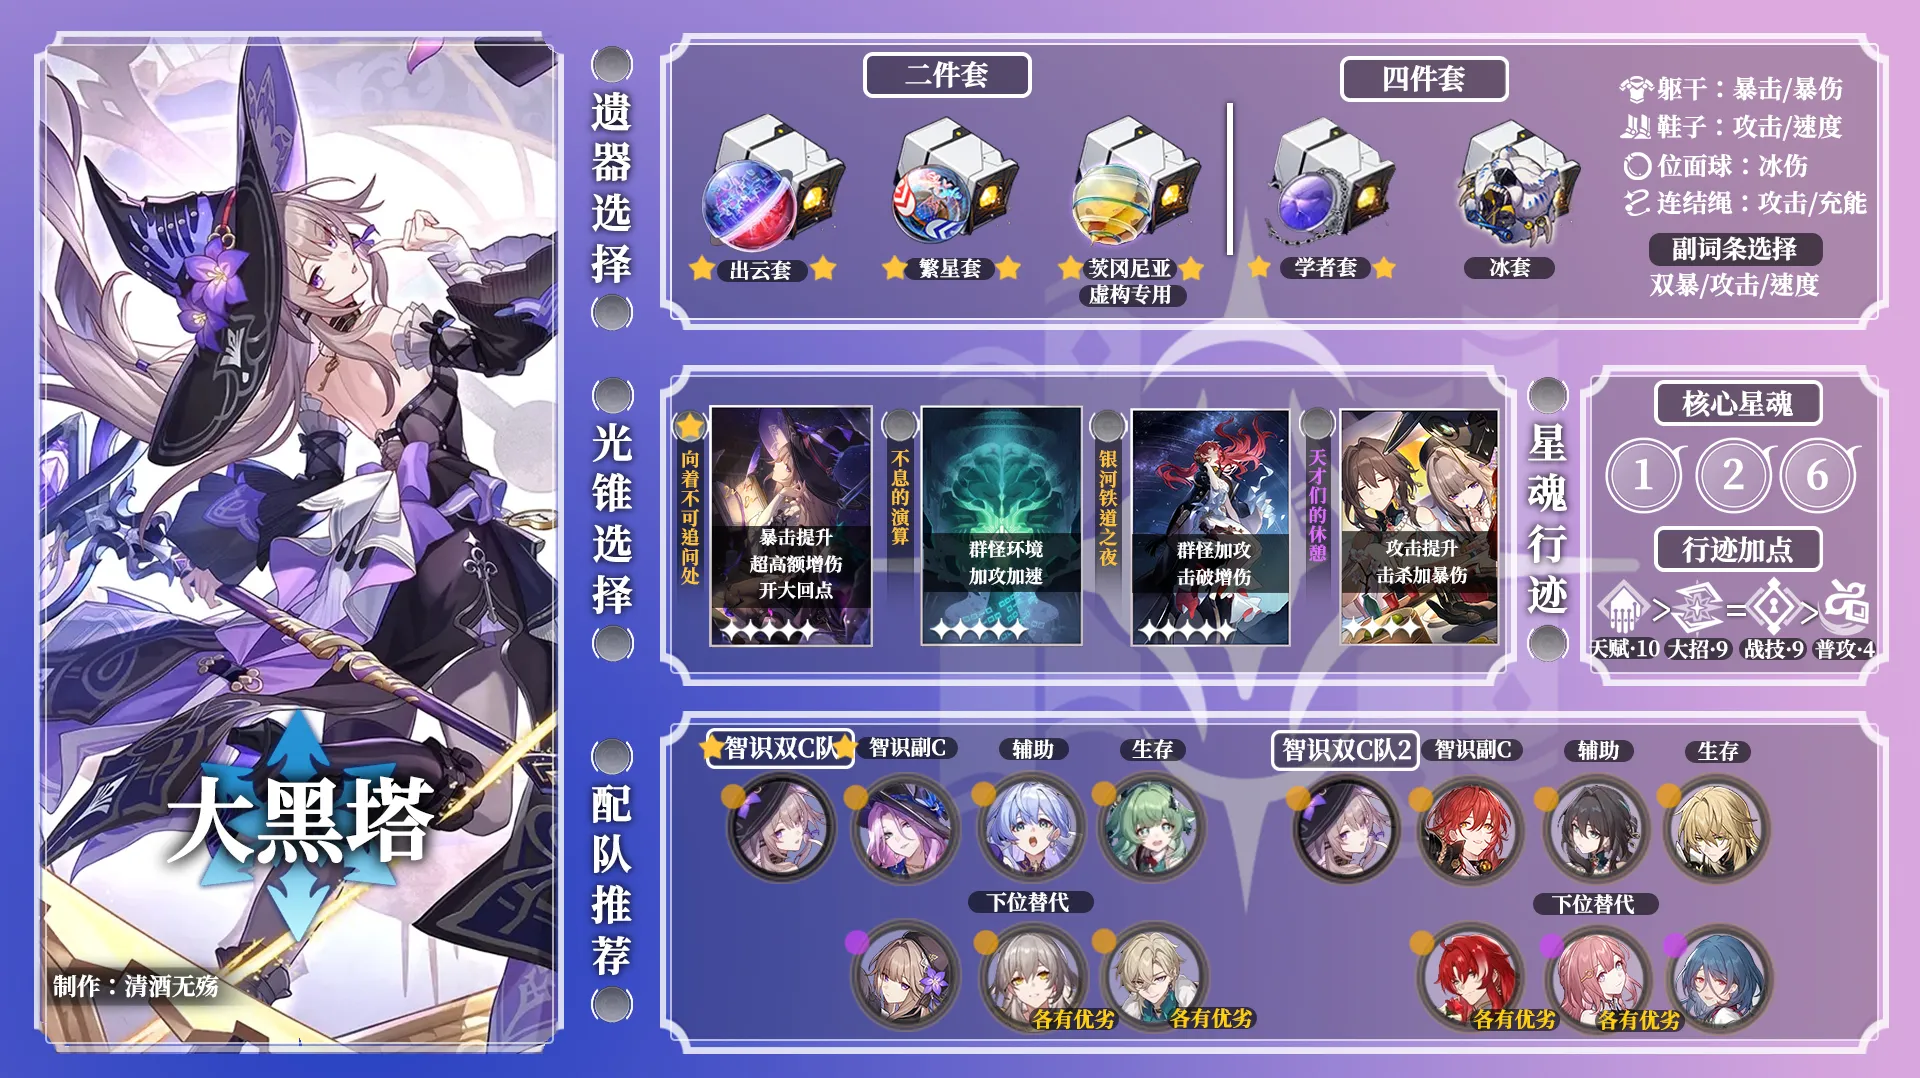 大黑塔
制作：清酒无殇
遗器选择
二件套
出云套
繁星套
茨冈尼亚
虚构专用
四件套
学者套
冰套
躯干：暴击/暴伤
鞋子：攻击/速度
位面球：冰伤
连结绳：攻击/充能
副词条选择
双暴/攻击/速度
光锥选择
向着不可追问处
暴击提升
超高额增伤
开大回点
不息的演算
群怪环境
加攻加速
银河铁道之夜
群怪加攻
击破增伤
天才们的休憩
攻击提升
击杀加暴伤
星魂行迹
核心星魂
1 2 6
行迹加点
> = >
天赋·10 大招·9 战技·9 普攻·4
配队推荐
智识双C队 智识副C 辅助 生存
下位替代
各有优劣 各有优劣
智识双C队2 智识副C 辅助 生存
下位替代
各有优劣 各有优劣